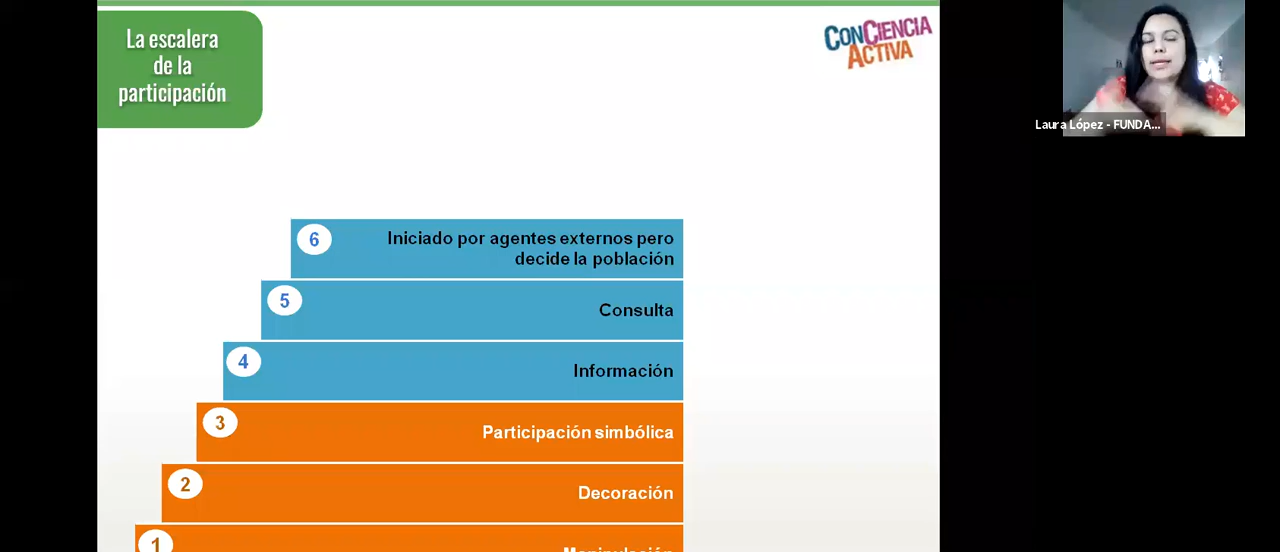 La escalera
de la
participación
CONCIENCIA
ACTIVA
Laura López - FUNDA...
6
Iniciado por agentes externos pero
decide la población
5
Consulta
4
Información
3
Participación simbólica
2
Decoración
1
Manipulación